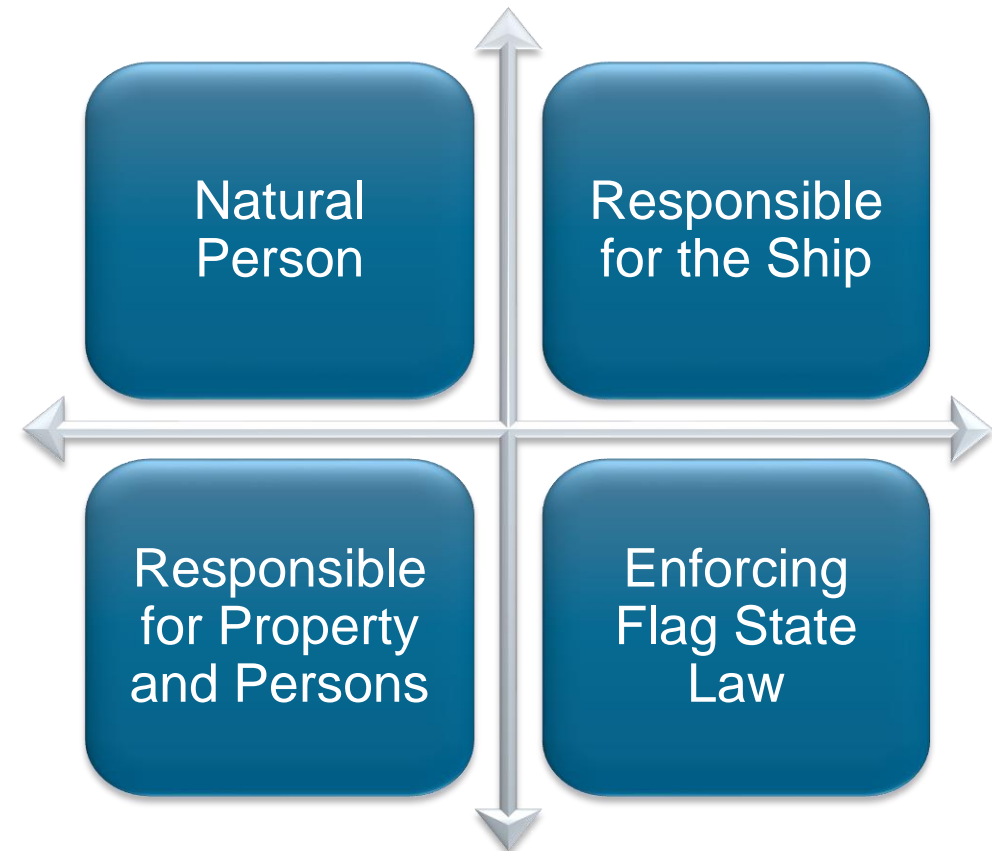 Natural
Person
Responsible
for the Ship
Responsible
for Property
and Persons
Enforcing
Flag State
Law